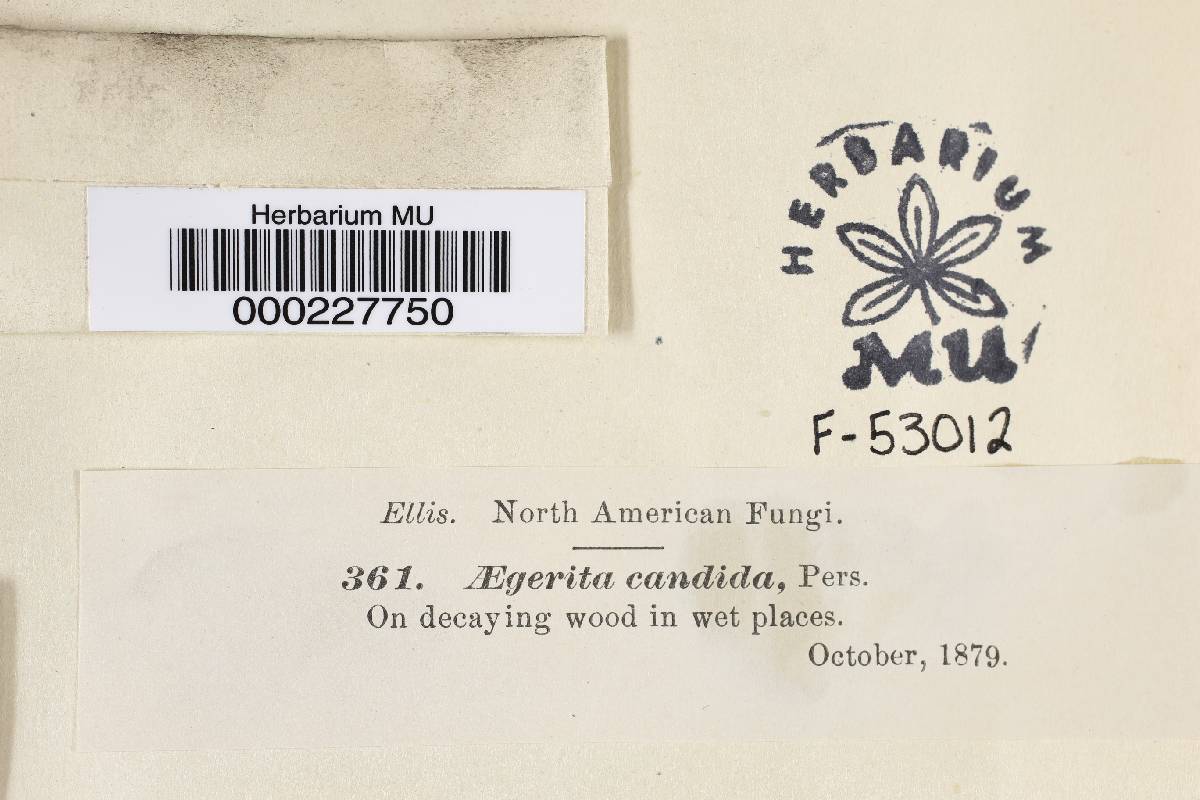 Herbarium MU
000227750
HERBARIUM
MU
F-53012
Ellis. North American Fungi.
361. Ægerita candida, Pers.
On decaying wood in wet places.
October, 1879.